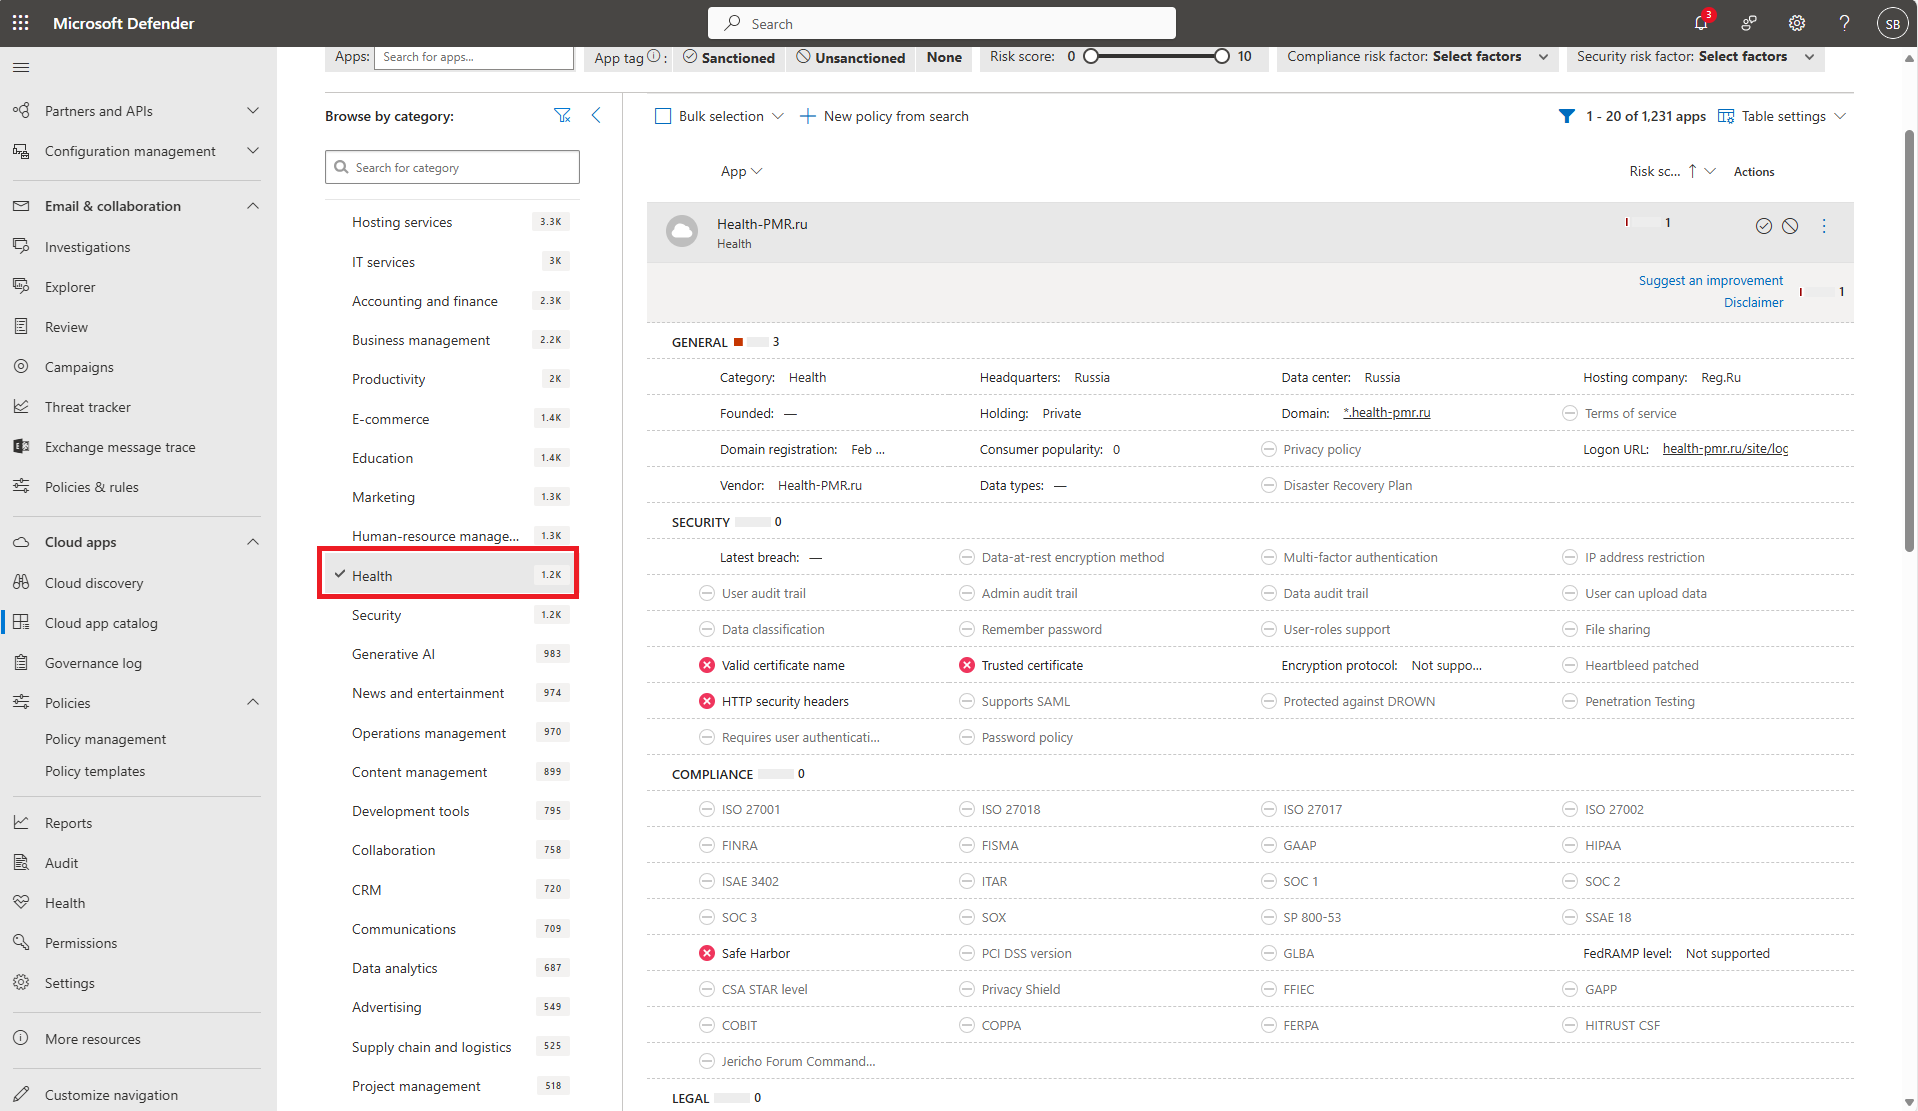 Microsoft Defender
Search
3
SB
Apps: Search for apps...
App tag : Sanctioned Unsanctioned None
Risk score: 0 10
Compliance risk factor: Select factors
Security risk factor: Select factors
Partners and APIs
Configuration management
Email & collaboration
Investigations
Explorer
Review
Campaigns
Threat tracker
Exchange message trace
Policies & rules
Cloud apps
Cloud discovery
Cloud app catalog
Governance log
Policies
Policy management
Policy templates
Reports
Audit
Health
Permissions
Settings
More resources
Customize navigation
Browse by category:
Search for category
Hosting services 3.3K
IT services 3K
Accounting and finance 2.3K
Business management 2.2K
Productivity 2K
E-commerce 1.4K
Education 1.4K
Marketing 1.3K
Human-resource manage... 1.3K
Health 1.2K
Security 1.2K
Generative AI 983
News and entertainment 974
Operations management 970
Content management 899
Development tools 795
Collaboration 758
CRM 720
Communications 709
Data analytics 687
Advertising 549
Supply chain and logistics 525
Project management 518
Bulk selection New policy from search 1 - 20 of 1,231 apps Table settings
App Risk sc... Actions
Health-PMR.ru 1
Health
Suggest an improvement 1
Disclaimer
GENERAL 3
Category: Health Headquarters: Russia Data center: Russia Hosting company: Reg.Ru
Founded: — Holding: Private Domain: *.health-pmr.ru Terms of service
Domain registration: Feb ... Consumer popularity: 0 Privacy policy Logon URL: health-pmr.ru/site/log
Vendor: Health-PMR.ru Data types: — Disaster Recovery Plan
SECURITY 0
Latest breach: — Data-at-rest encryption method Multi-factor authentication IP address restriction
User audit trail Admin audit trail Data audit trail User can upload data
Data classification Remember password User-roles support File sharing
Valid certificate name Trusted certificate Encryption protocol: Not suppo... Heartbleed patched
HTTP security headers Supports SAML Protected against DROWN Penetration Testing
Requires user authenticati... Password policy
COMPLIANCE 0
ISO 27001 ISO 27018 ISO 27017 ISO 27002
FINRA FISMA GAAP HIPAA
ISAE 3402 ITAR SOC 1 SOC 2
SOC 3 SOX SP 800-53 SSAE 18
Safe Harbor PCI DSS version GLBA FedRAMP level: Not supported
CSA STAR level Privacy Shield FFIEC GAPP
COBIT COPPA FERPA HITRUST CSF
Jericho Forum Command...
LEGAL 0